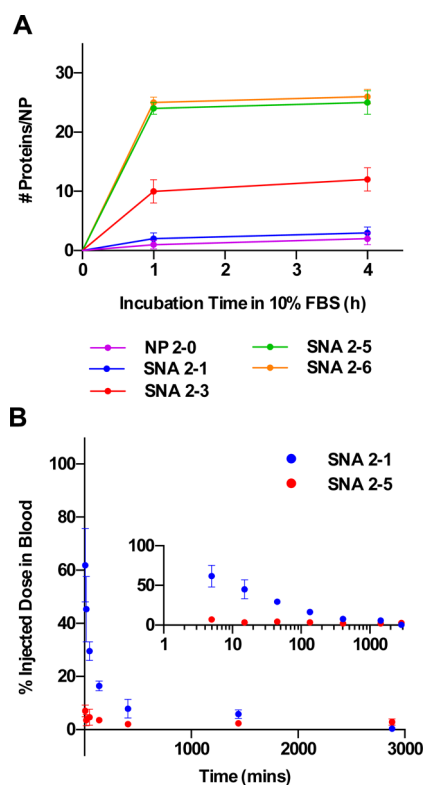 A
30
20
10
0
# Proteins/NP
0 1 2 3 4
Incubation Time in 10% FBS (h)
NP 2-0
SNA 2-1
SNA 2-3
SNA 2-5
SNA 2-6
B
SNA 2-1
SNA 2-5
100
80
60
40
20
0
% Injected Dose in Blood
100
50
0
1 10 100 1000
1000 2000 3000
Time (mins)